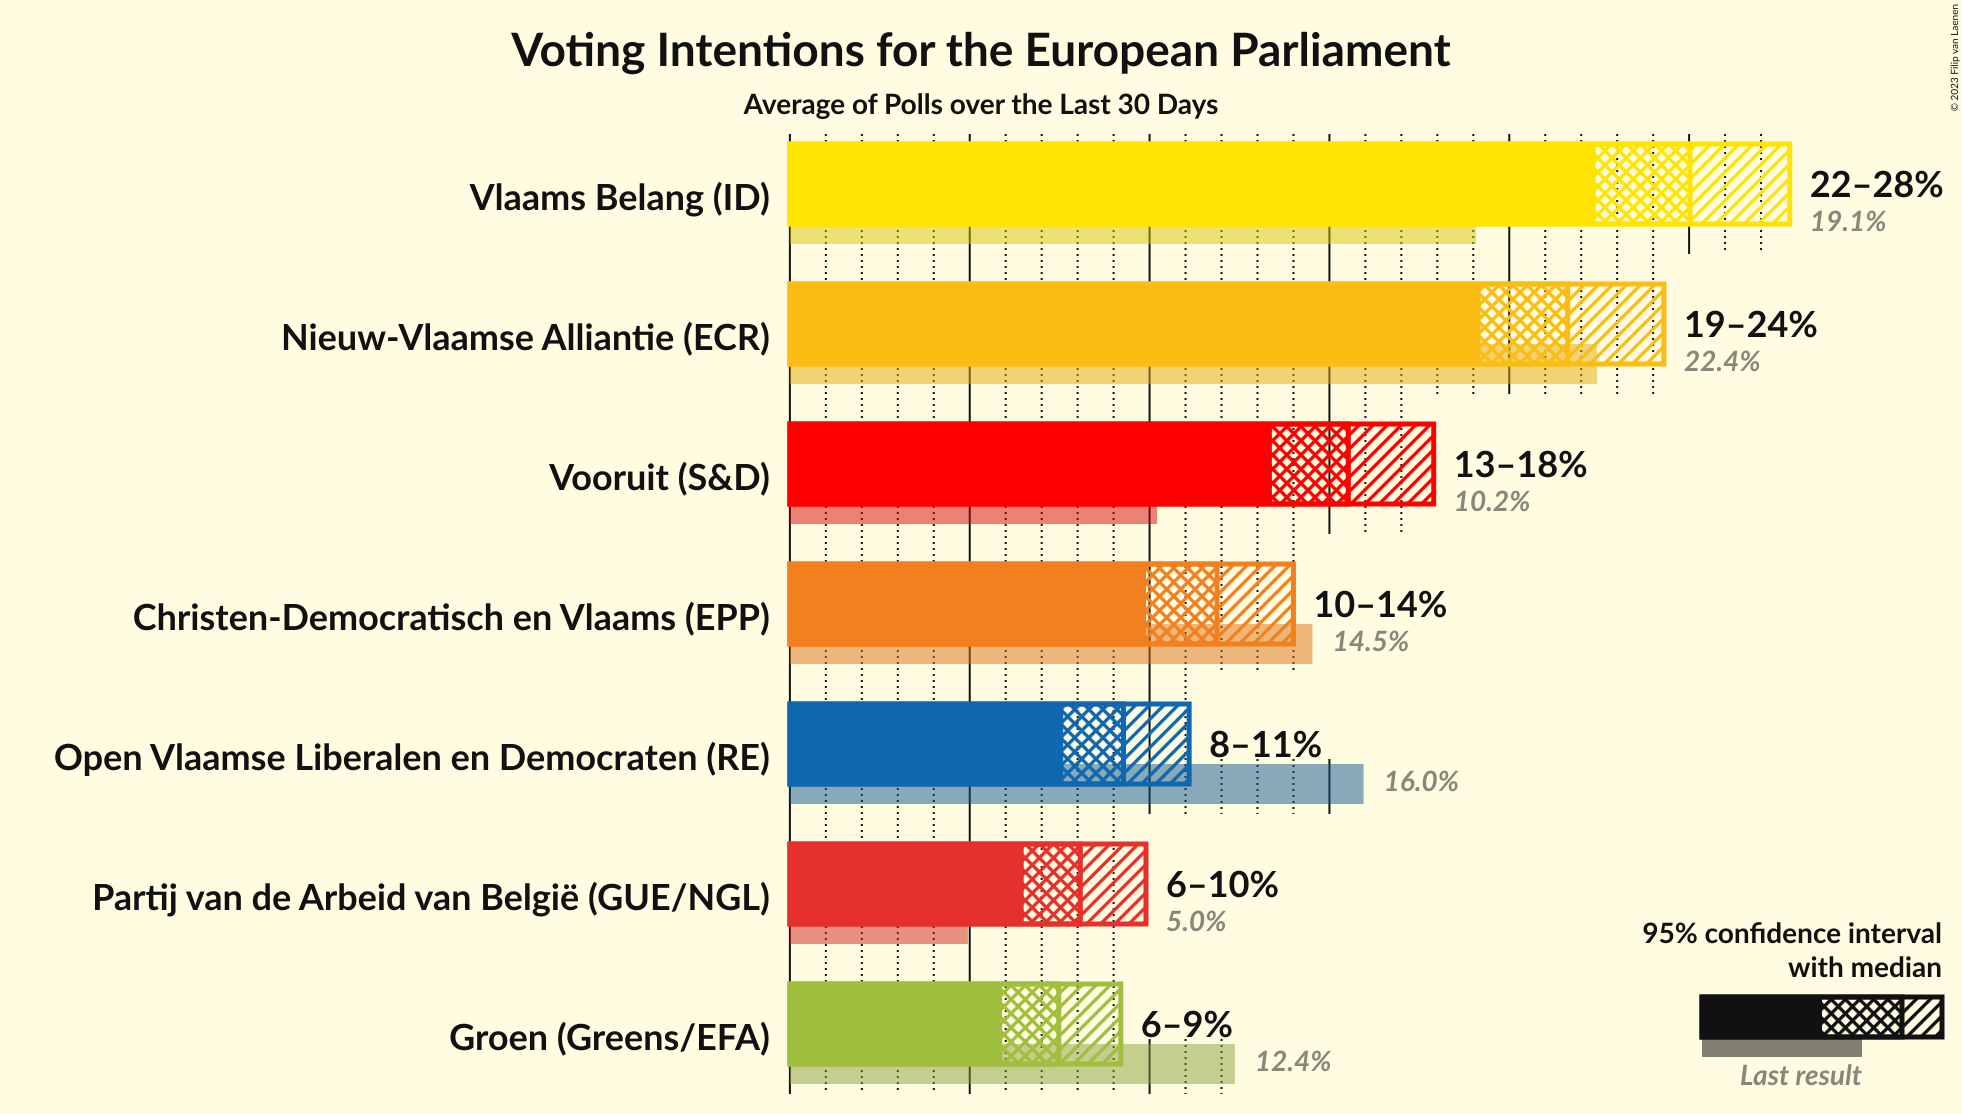 Voting Intentions for the European Parliament
Average of Polls over the Last 30 Days
© 2023 Filip van Laenen
Vlaams Belang (ID)
22–28%
19.1%
Nieuw-Vlaamse Alliantie (ECR)
19–24%
22.4%
Vooruit (S&D)
13–18%
10.2%
Christen-Democratisch en Vlaams (EPP)
10–14%
14.5%
Open Vlaamse Liberalen en Democraten (RE)
8–11%
16.0%
Partij van de Arbeid van België (GUE/NGL)
6–10%
5.0%
Groen (Greens/EFA)
6–9%
12.4%
95% confidence interval
with median
Last result